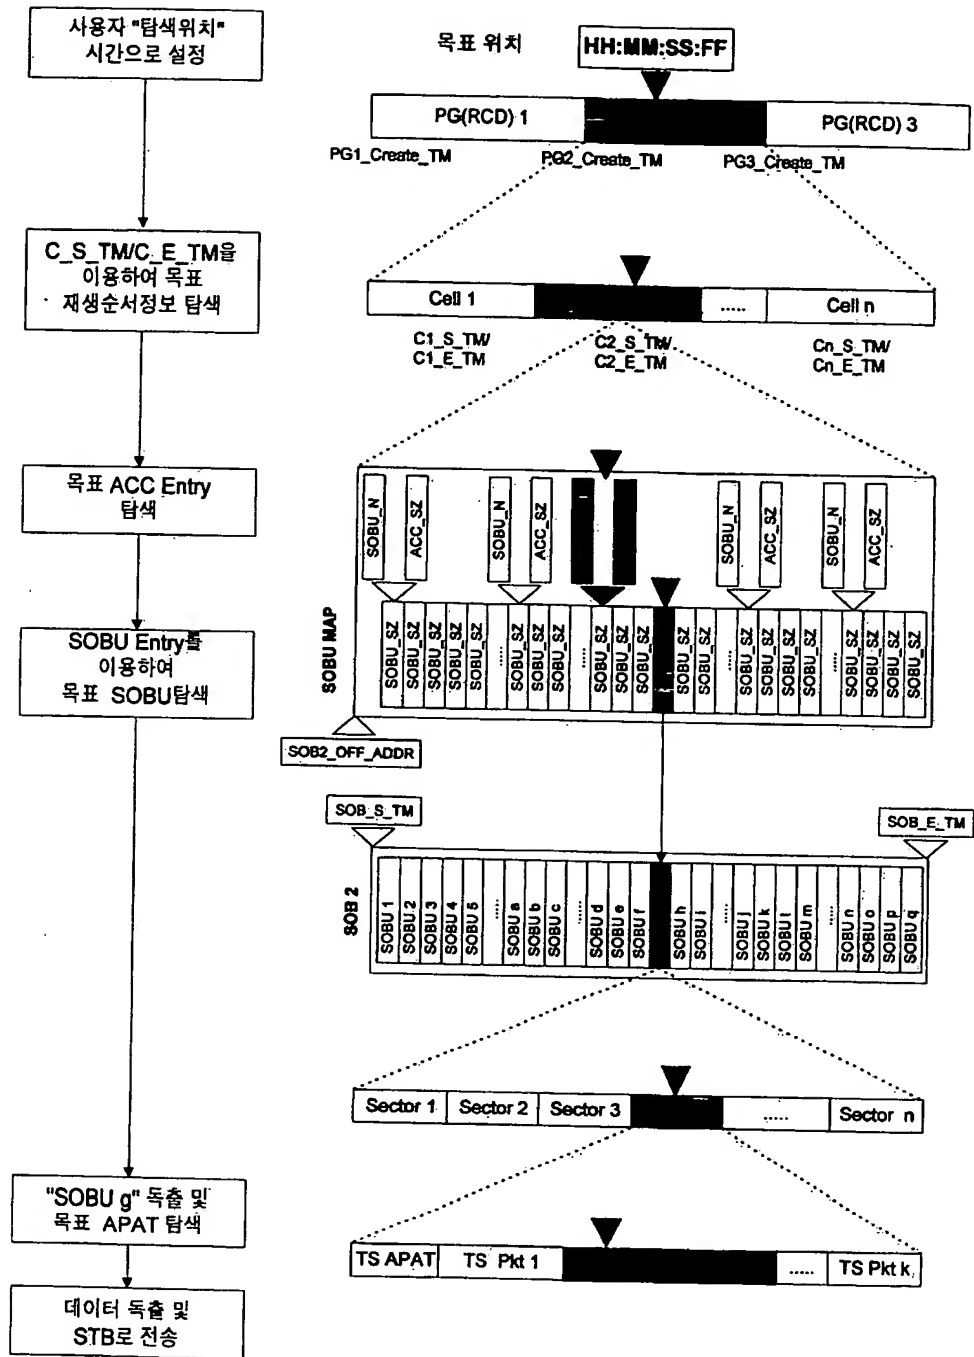 사용자 "탐색위치"
시간으로 설정
목표 위치
HH:MM:SS:FF
PG(RCD) 1
PG(RCD) 3
PG1_Create_TM
PG2_Create_TM
PG3_Create_TM
C_S_TM/C_E_TM을
이용하여 목표
재생순서정보 탐색
Cell 1
.....
Cell n
C1_S_TM/
C1_E_TM
C2_S_TM/
C2_E_TM
Cn_S_TM/
Cn_E_TM
목표 ACC Entry
탐색
SOBU_N
ACC_SZ
SOBU_N
ACC_SZ
SOBU_N
ACC_SZ
SOBU_N
ACC_SZ
SOBU Entry를
이용하여
목표 SOBU탐색
SOBU MAP
SOBU_SZ
SOBU_SZ
SOBU_SZ
SOBU_SZ
SOBU_SZ
.....
SOBU_SZ
SOBU_SZ
SOBU_SZ
.....
SOBU_SZ
SOBU_SZ
SOBU_SZ
SOBU_SZ
SOBU_SZ
.....
SOBU_SZ
SOBU_SZ
SOBU_SZ
SOBU_SZ
.....
SOBU_SZ
SOBU_SZ
SOBU_SZ
SOBU_SZ
SOB2_OFF_ADDR
SOB_S_TM
SOB_E_TM
SOB 2
SOBU 1
SOBU 2
SOBU 3
SOBU 4
SOBU 5
.....
SOBU a
SOBU b
SOBU c
.....
SOBU d
SOBU e
SOBU f
SOBU h
SOBU i
.....
SOBU j
SOBU k
SOBU l
SOBU m
.....
SOBU n
SOBU o
SOBU p
SOBU q
Sector 1
Sector 2
Sector 3
.....
Sector n
"SOBU g" 독출 및
목표 APAT 탐색
TS APAT
TS Pkt 1
.....
TS Pkt k
데이터 독출 및
STB로 전송